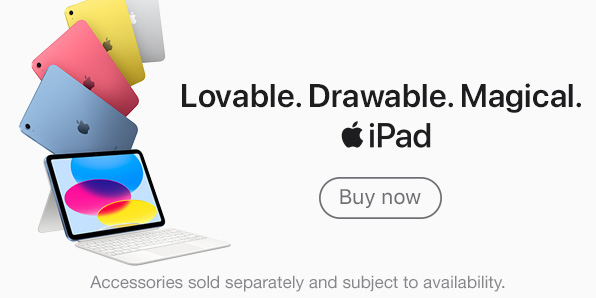 Lovable. Drawable. Magical.
iPad
Buy now
Accessories sold separately and subject to availability.